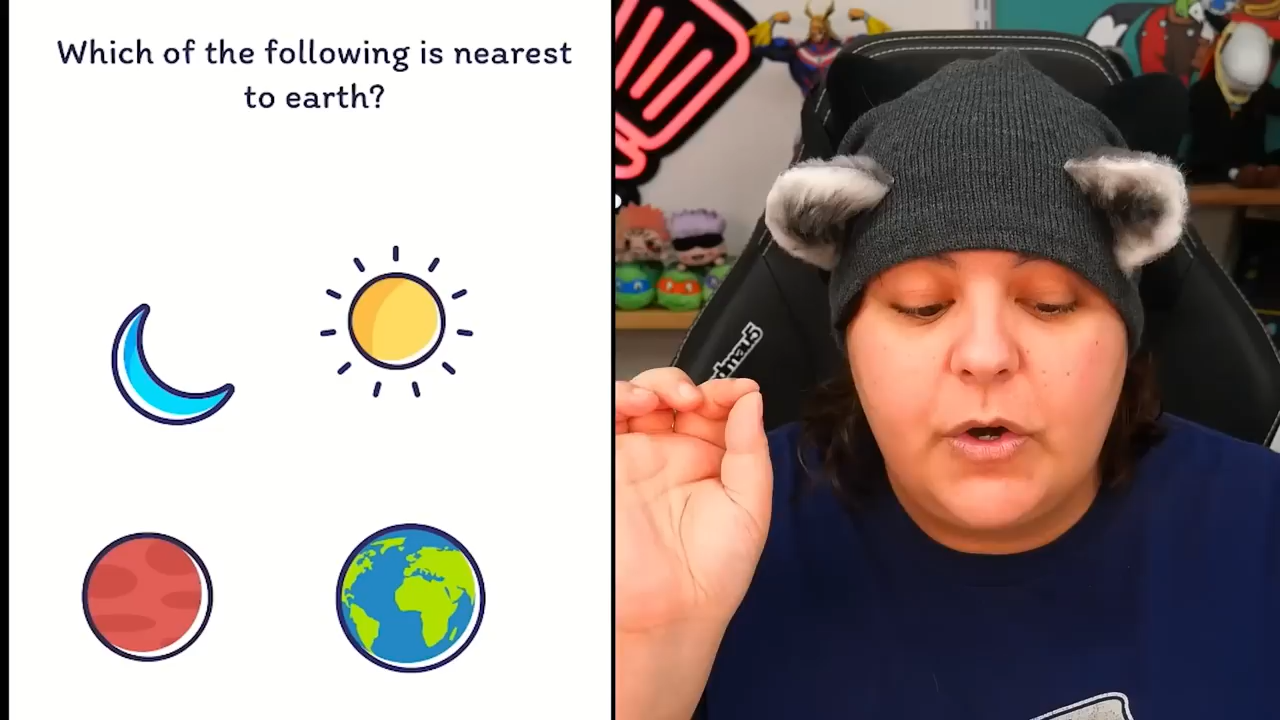 Which of the following is nearest
to earth?